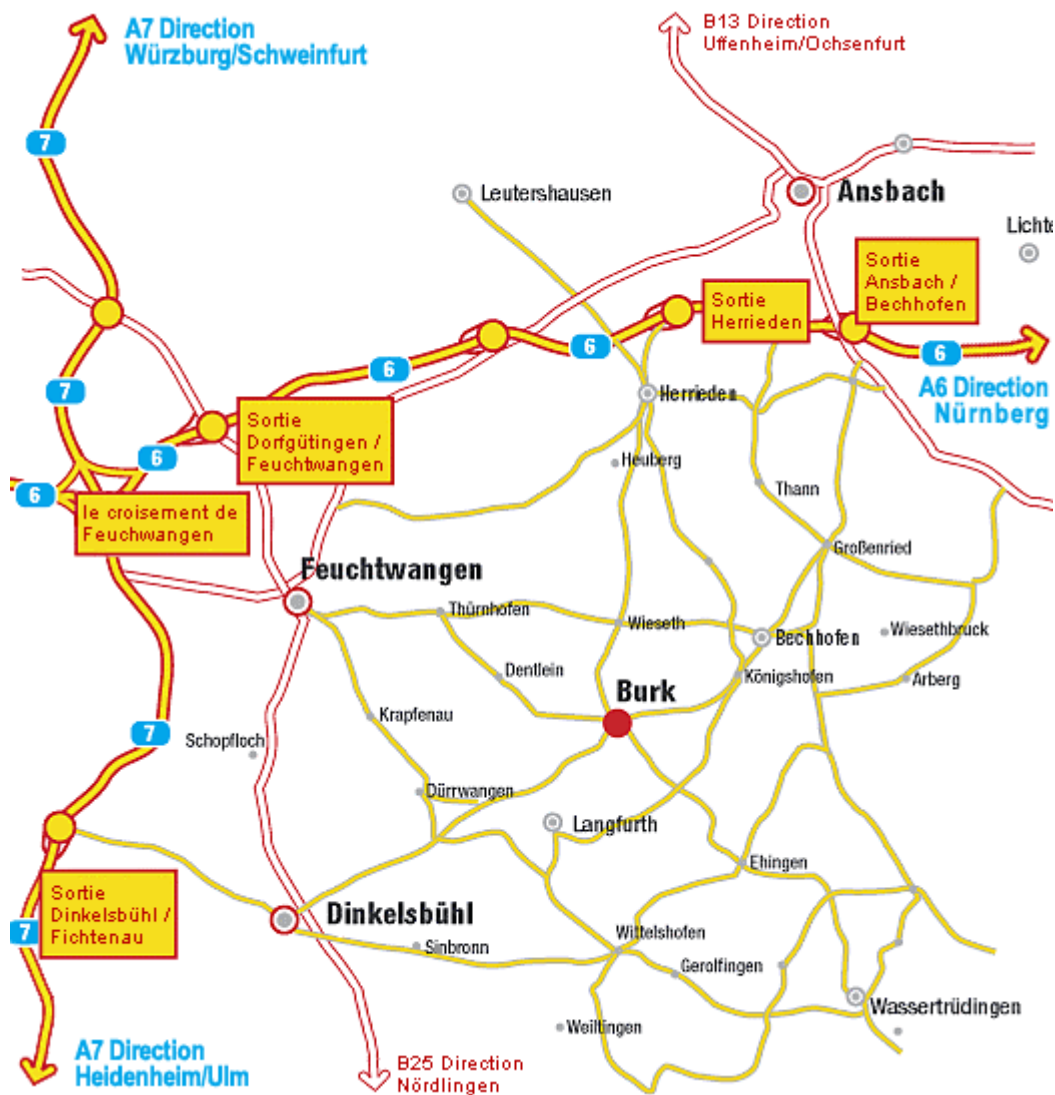 A7 Direction
Würzburg/Schweinfurt
B13 Direction
Uffenheim/Ochsenfurt
7
Leutershausen
Ansbach
Lichte
Sortie
Ansbach /
Bechhofen
Sortie
Herrieden
6
6
6
7
A6 Direction
Nürnberg
Herrieden
Sortie
Dorfgütingen /
Feuchtwangen
6
6
Heuberg
Thann
le croisement de
Feuchwangen
Großenried
Feuchtwangen
Thürnhofen
Wieseth
Bechhofen
Wiesethbruck
Dentlein
Königshofen
Arberg
Burk
Krapfenau
7
Schopfloch
Dürrwangen
Langfurth
Ehingen
Sortie
Dinkelsbühl /
Fichtenau
7
Dinkelsbühl
Sinbronn
Wittelshofen
Gerolfingen
Wassertrüdingen
Weiltingen
A7 Direction
Heidenheim/Ulm
B25 Direction
Nördlingen